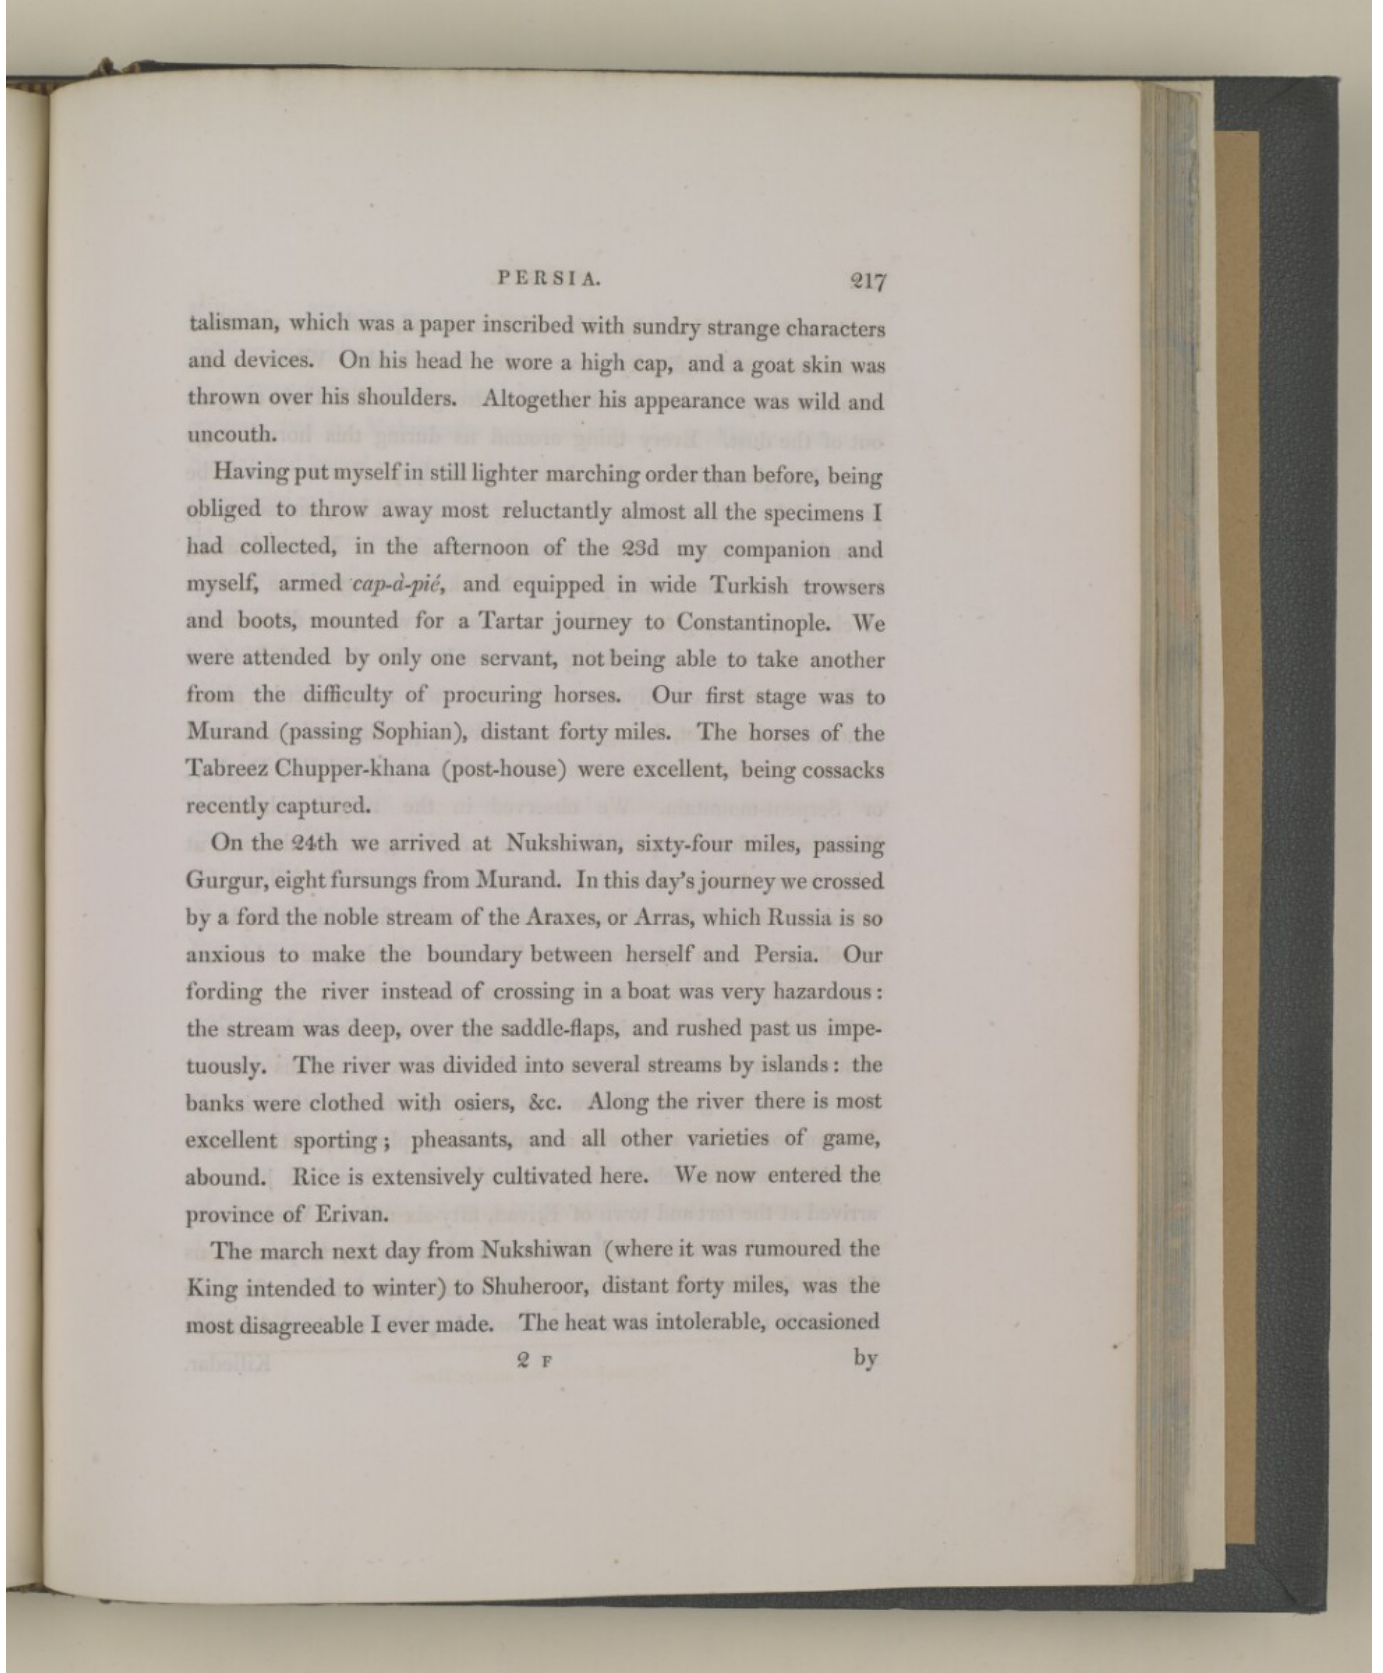 PERSIA. 217
talisman, which was a paper inscribed with sundry strange characters
and devices. On his head he wore a high cap, and a goat skin was
thrown over his shoulders. Altogether his appearance was wild and
uncouth.
Having put myself in still lighter marching order than before, being
obliged to throw away most reluctantly almost all the specimens I
had collected, in the afternoon of the 23d my companion and
myself, armed cap-à-pié, and equipped in wide Turkish trowsers
and boots, mounted for a Tartar journey to Constantinople. We
were attended by only one servant, not being able to take another
from the difficulty of procuring horses. Our first stage was to
Murand (passing Sophian), distant forty miles. The horses of the
Tabreez Chupper-khana (post-house) were excellent, being cossacks
recently captured.
On the 24th we arrived at Nukshiwan, sixty-four miles, passing
Gurgur, eight fursungs from Murand. In this day's journey we crossed
by a ford the noble stream of the Araxes, or Arras, which Russia is so
anxious to make the boundary between herself and Persia. Our
fording the river instead of crossing in a boat was very hazardous:
the stream was deep, over the saddle-flaps, and rushed past us impe-
tuously. The river was divided into several streams by islands: the
banks were clothed with osiers, &c. Along the river there is most
excellent sporting; pheasants, and all other varieties of game,
abound. Rice is extensively cultivated here. We now entered the
province of Erivan.
The march next day from Nukshiwan (where it was rumoured the
King intended to winter) to Shuheroor, distant forty miles, was the
most disagreeable I ever made. The heat was intolerable, occasioned
2 F by